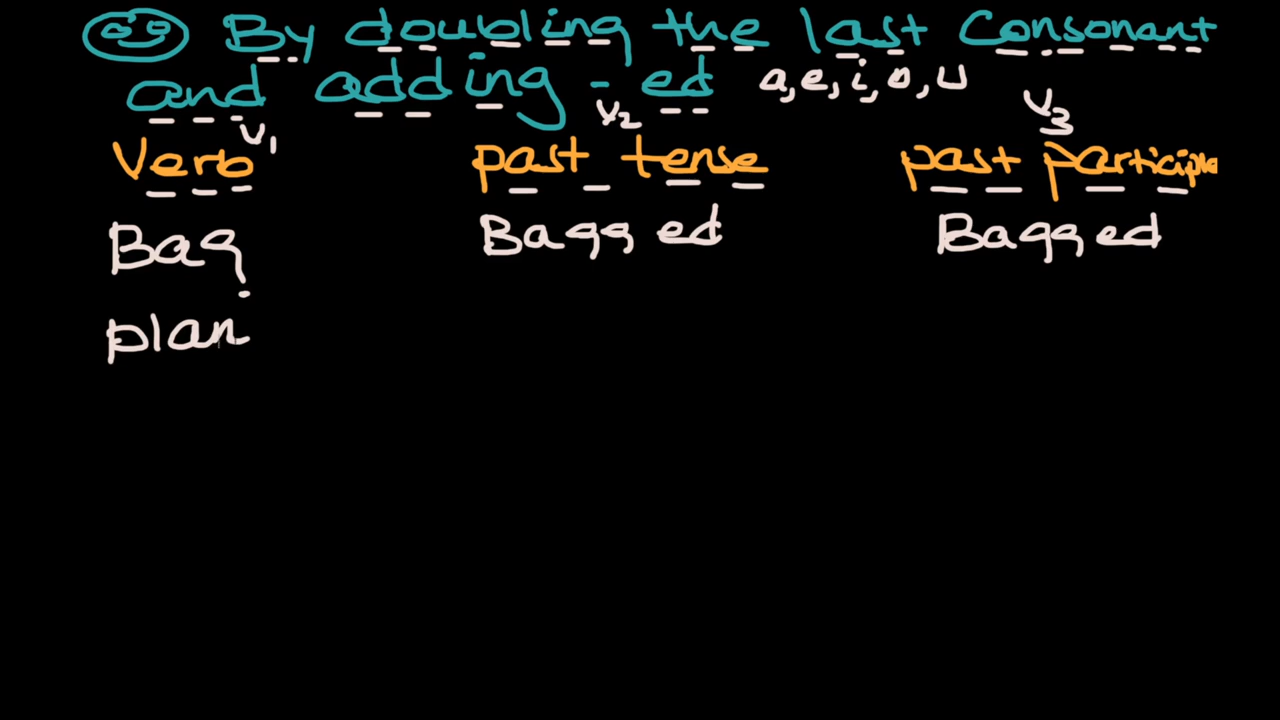 By doubling the last Consonant
and adding - ed a, e, i, o, u
Verb V1 past tense V2 past participle V3
Bag Bagged Bagged
plan